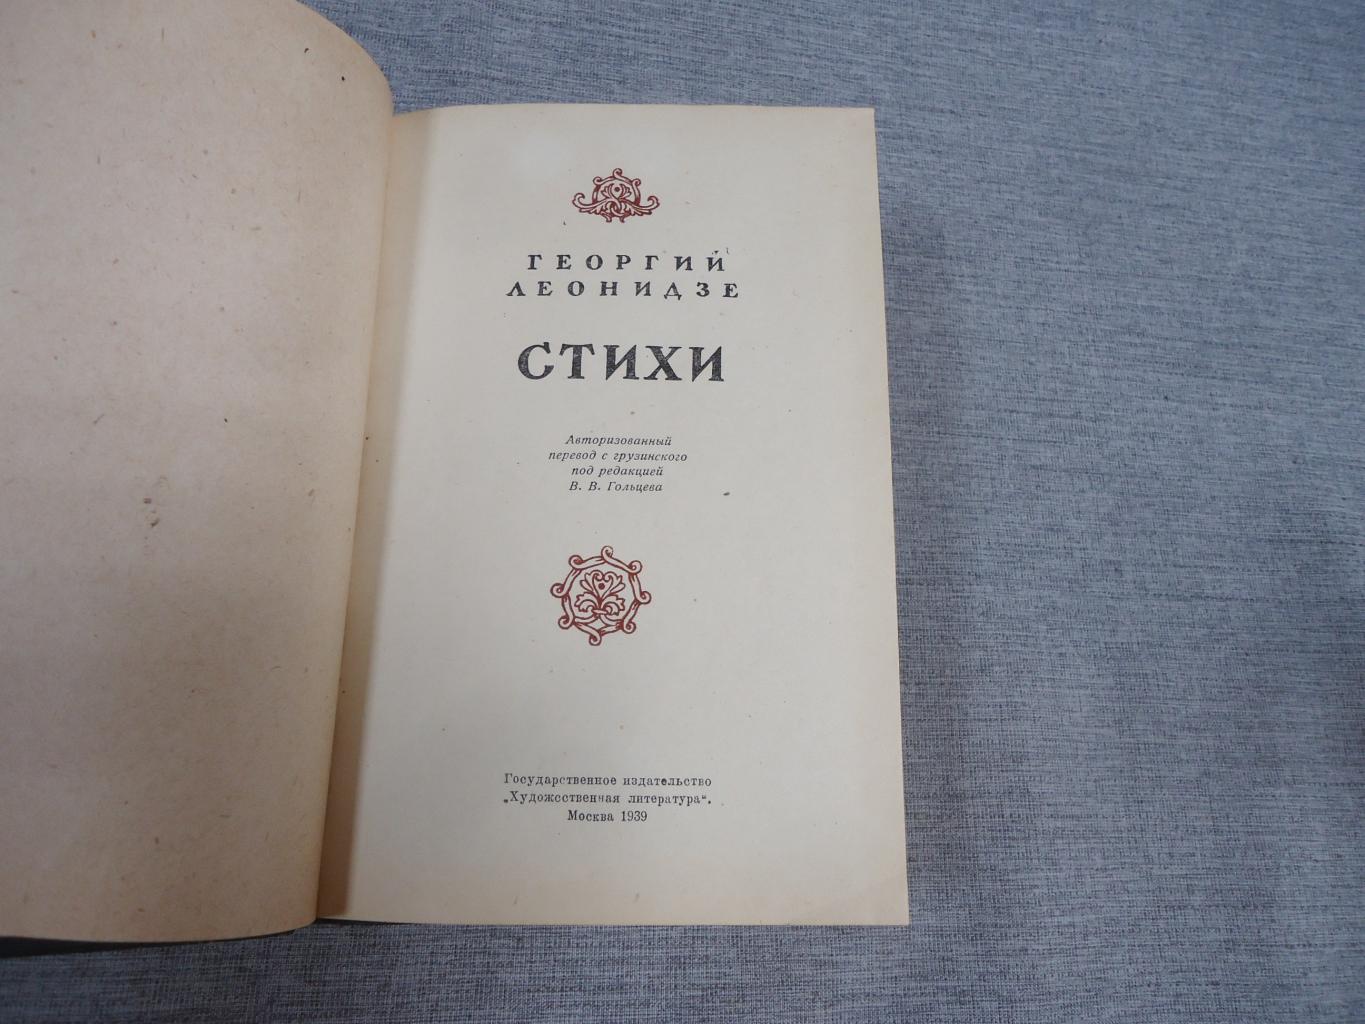 ГЕОРГИЙ
ЛЕОНИДЗЕ
СТИХИ
Авторизованный
перевод с грузинского
под редакцией
В. В. Гольцева
Государственное издательство
„Художественная литература“.
Москва 1939